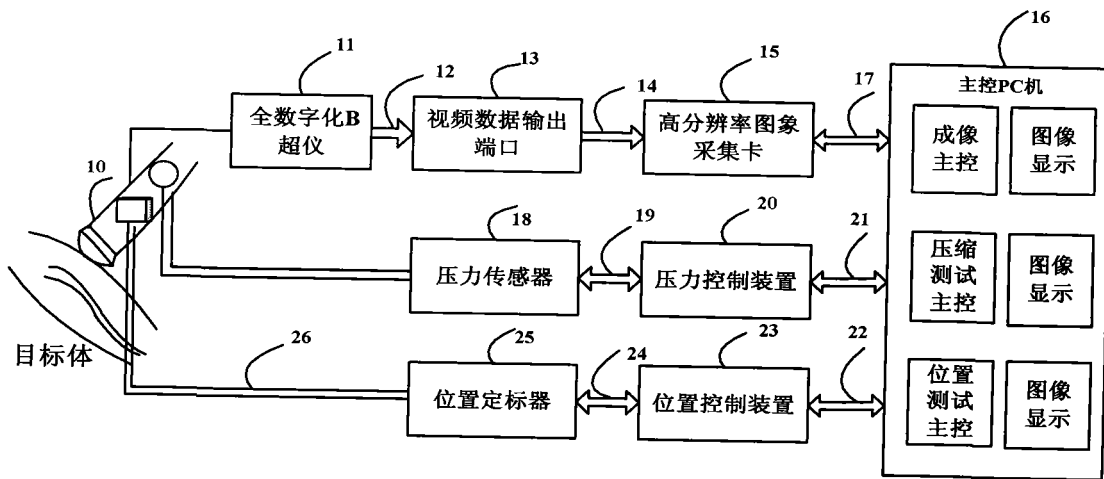 16
11
12
13
14
15
17
主控PC机
全数字化B
超仪
视频数据输出
端口
高分辨率图象
采集卡
成像
主控
图像
显示
10
18
19
20
21
压力传感器
压力控制装置
压缩
测试
主控
图像
显示
目标体
26
25
24
23
22
位置定标器
位置控制装置
位置
测试
主控
图像
显示